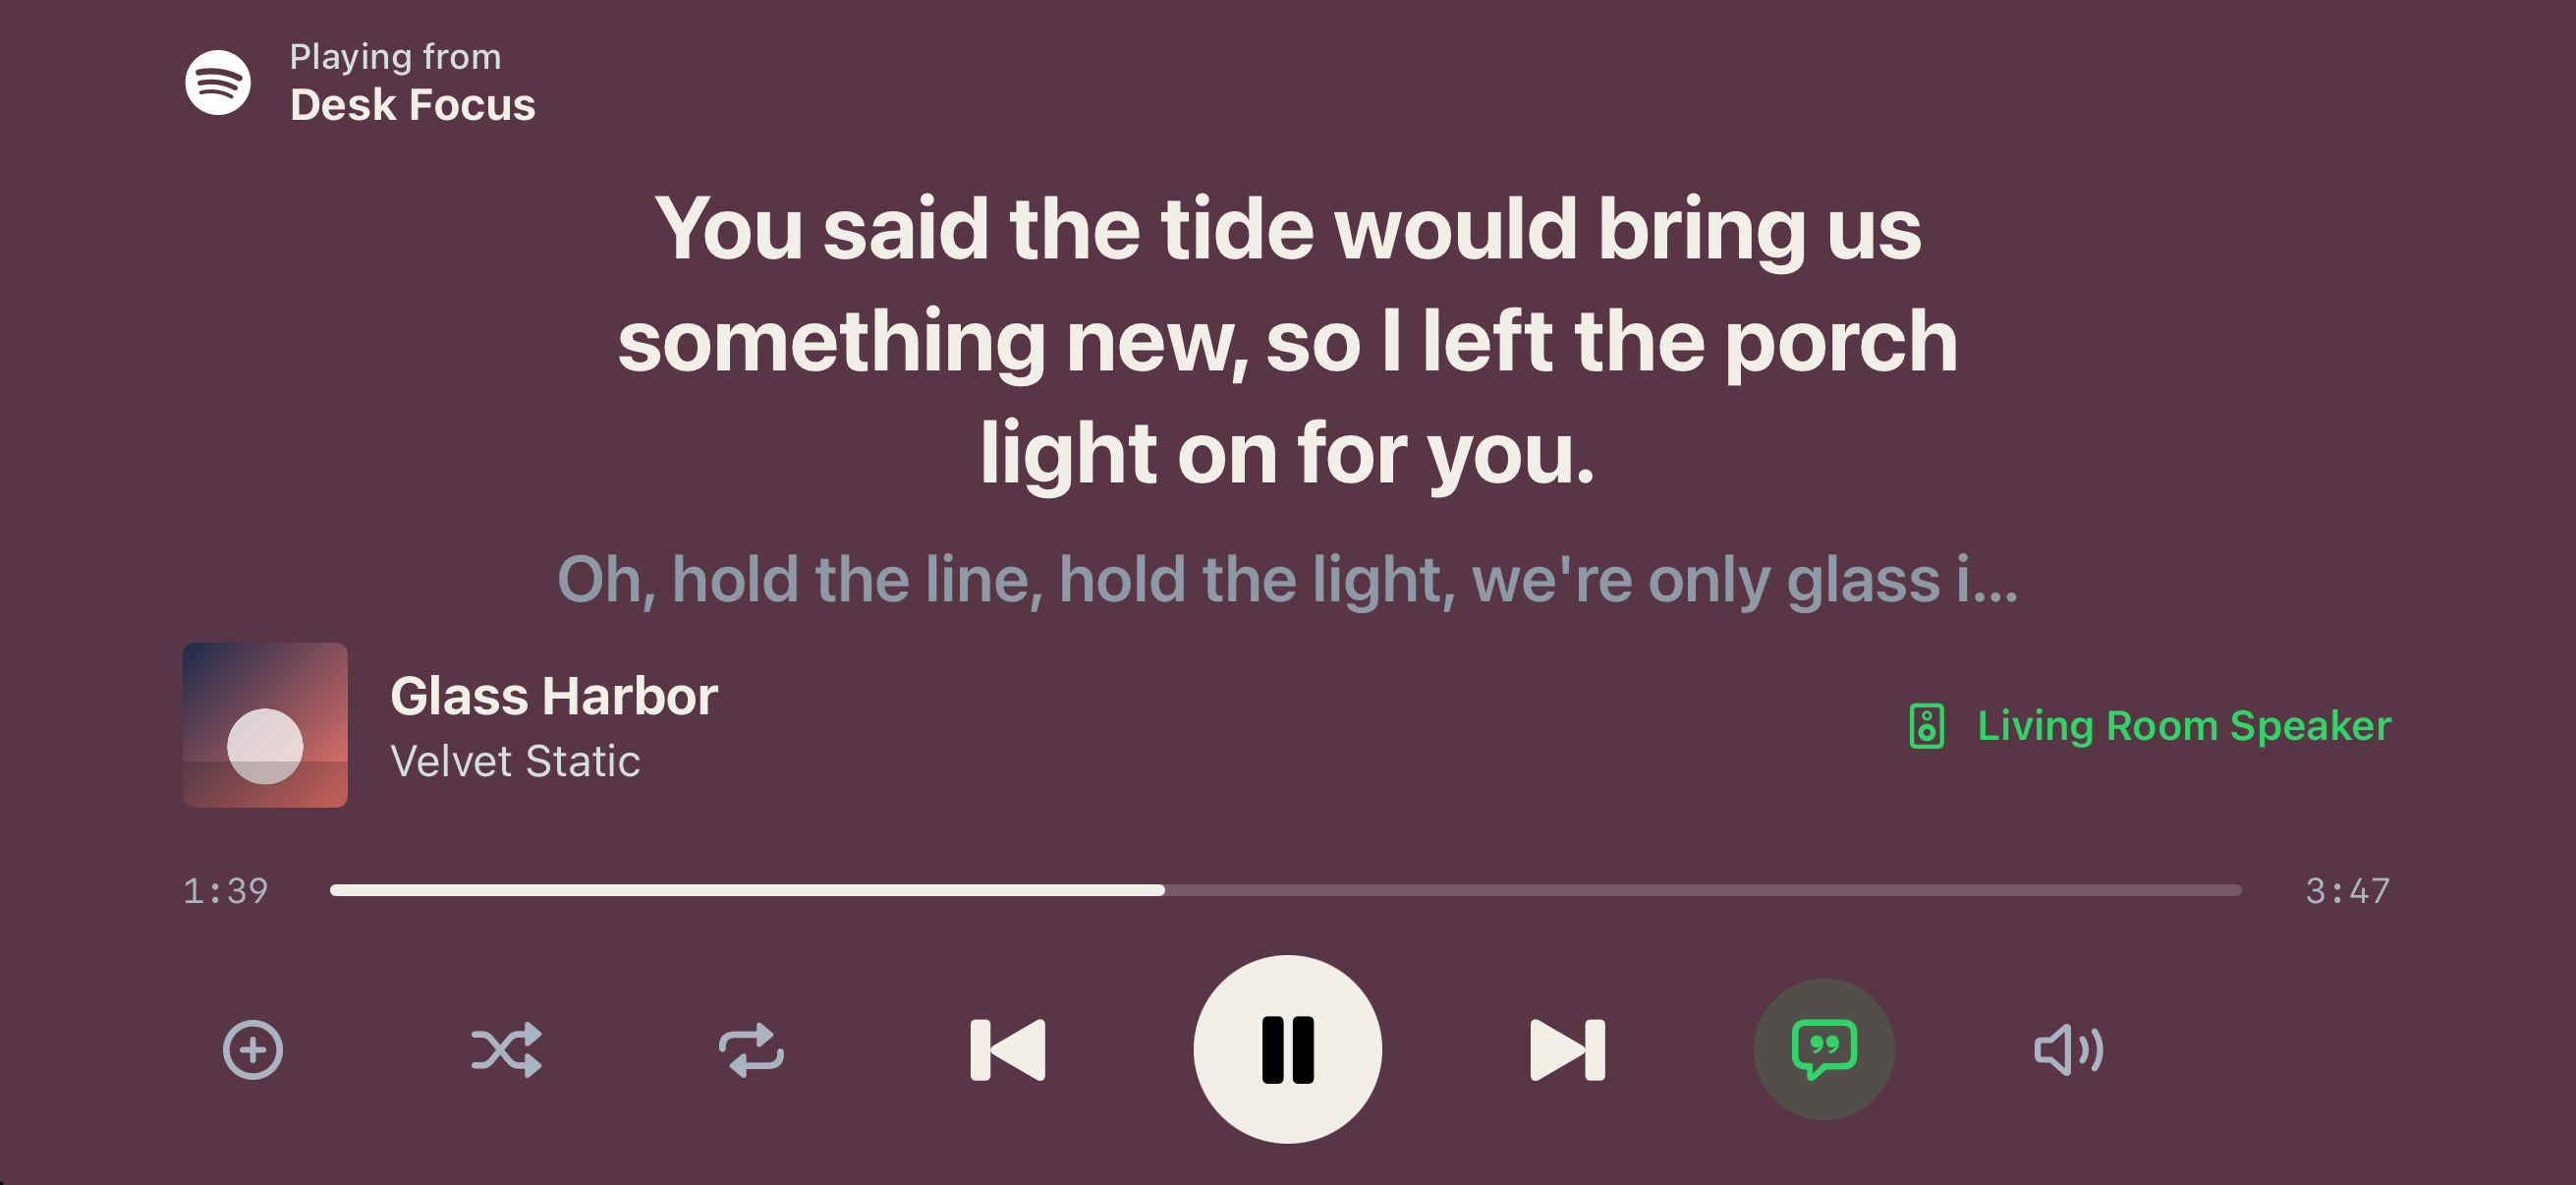 Playing from
Desk Focus
You said the tide would bring us
something new, so I left the porch
light on for you.
Oh, hold the line, hold the light, we're only glass i...
Glass Harbor
Velvet Static
Living Room Speaker
1:39
3:47